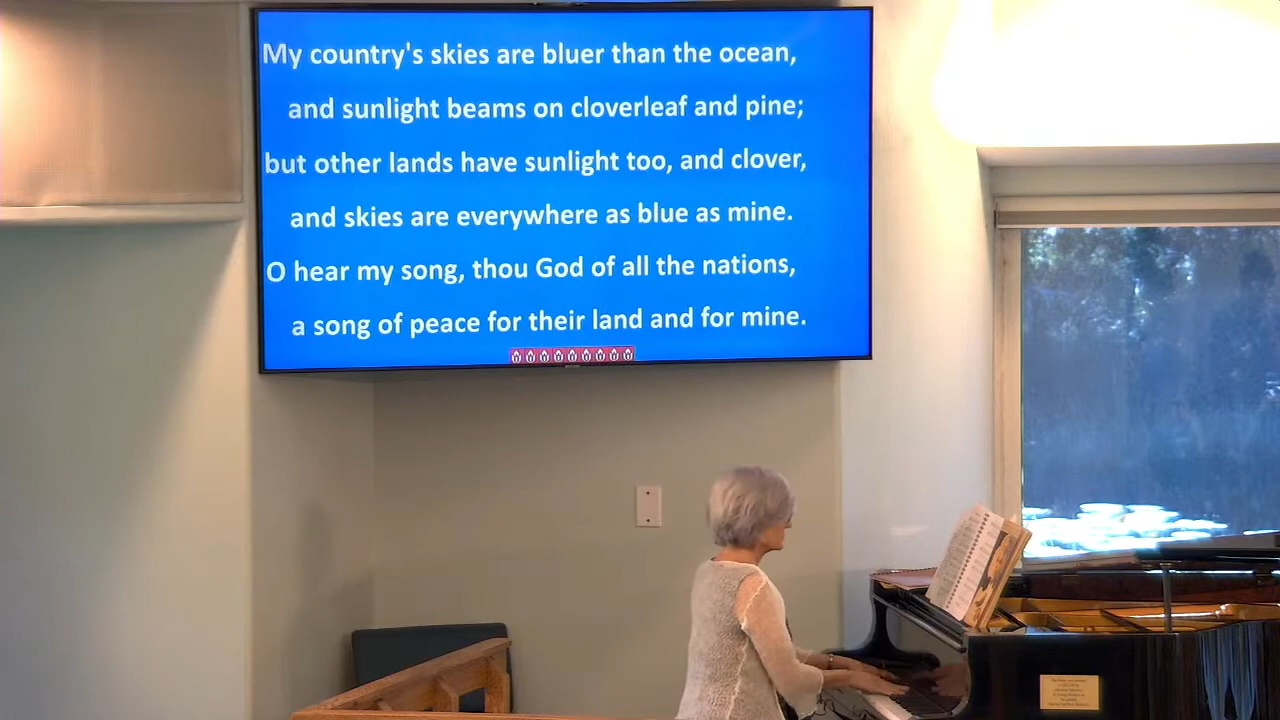 My country's skies are bluer than the ocean,
and sunlight beams on cloverleaf and pine;
but other lands have sunlight too, and clover,
and skies are everywhere as blue as mine.
O hear my song, thou God of all the nations,
a song of peace for their land and for mine.